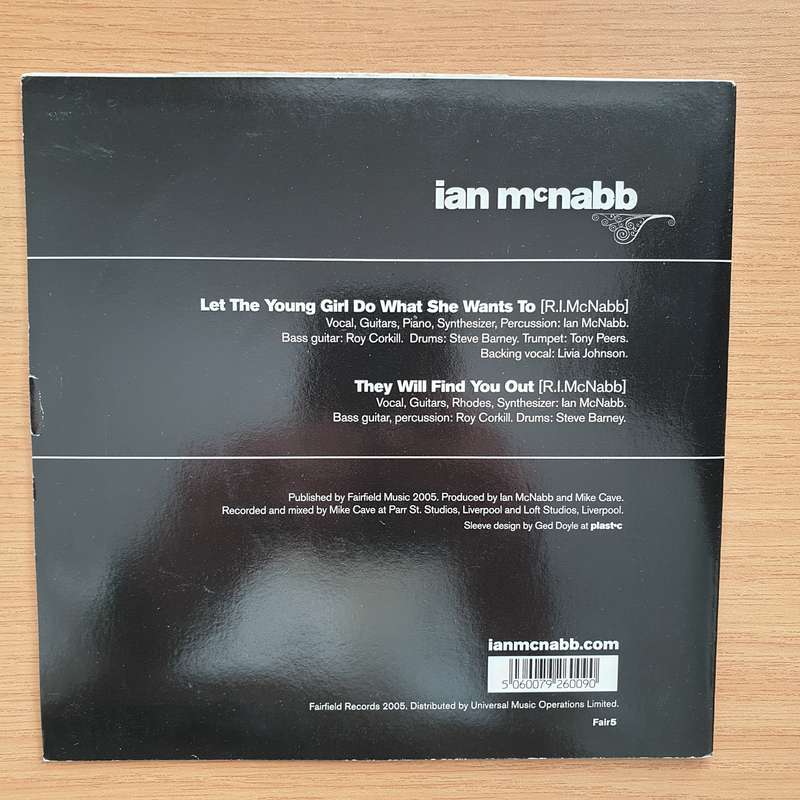 ian mcnabb
Let The Young Girl Do What She Wants To [R.I.McNabb]
Vocal, Guitars, Piano, Synthesizer, Percussion: Ian McNabb.
Bass guitar: Roy Corkill. Drums: Steve Barney. Trumpet: Tony Peers.
Backing vocal: Livia Johnson.
They Will Find You Out [R.I.McNabb]
Vocal, Guitars, Rhodes, Synthesizer: Ian McNabb.
Bass guitar, percussion: Roy Corkill. Drums: Steve Barney.
Published by Fairfield Music 2005. Produced by Ian McNabb and Mike Cave.
Recorded and mixed by Mike Cave at Parr St. Studios, Liverpool and Loft Studios, Liverpool.
Sleeve design by Ged Doyle at plast•c
ianmcnabb.com
5 060079 260090
Fairfield Records 2005. Distributed by Universal Music Operations Limited.
Fair5